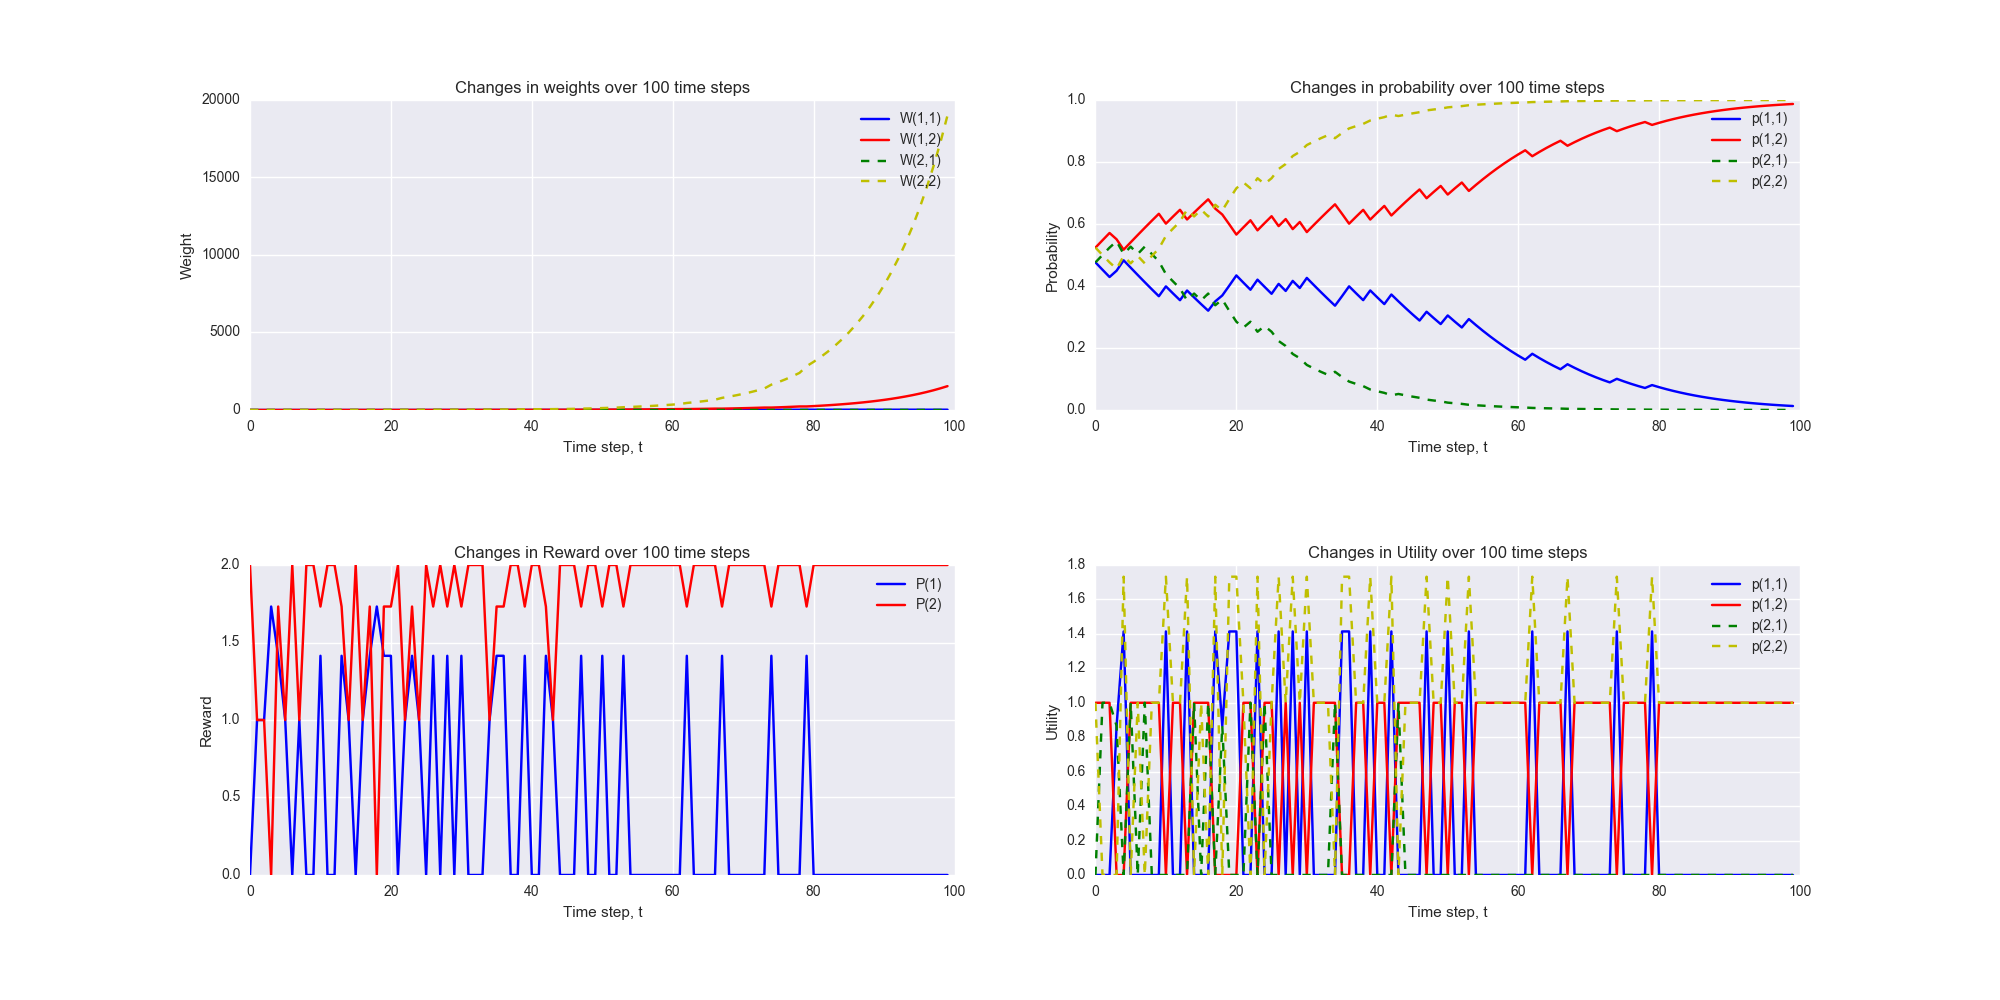 Changes in weights over 100 time steps
20000
15000
10000
5000
0
Weight
0 20 40 60 80 100
Time step, t
W(1,1)
W(1,2)
W(2,1)
W(2,2)
Changes in probability over 100 time steps
1.0
0.8
0.6
0.4
0.2
0.0
Probability
0 20 40 60 80 100
Time step, t
p(1,1)
p(1,2)
p(2,1)
p(2,2)
Changes in Reward over 100 time steps
2.0
1.5
1.0
0.5
0.0
Reward
0 20 40 60 80 100
Time step, t
P(1)
P(2)
Changes in Utility over 100 time steps
1.8
1.6
1.4
1.2
1.0
0.8
0.6
0.4
0.2
0.0
Utility
0 20 40 60 80 100
Time step, t
p(1,1)
p(1,2)
p(2,1)
p(2,2)